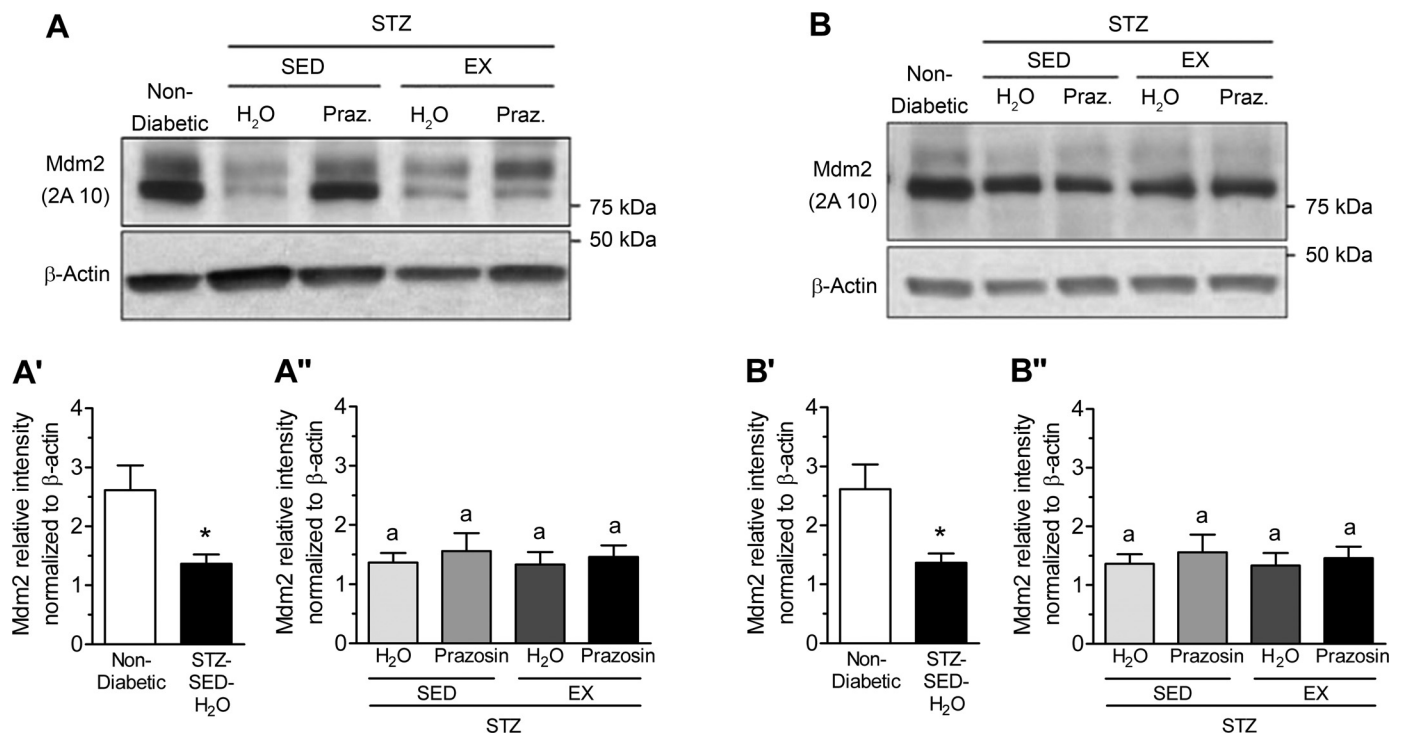 A
STZ
SED EX
Non-
Diabetic H₂O Praz. H₂O Praz.
Mdm2
(2A 10)
75 kDa
50 kDa
β-Actin
B
STZ
SED EX
Non-
Diabetic H₂O Praz. H₂O Praz.
Mdm2
(2A 10)
75 kDa
50 kDa
β-Actin
A'
Mdm2 relative intensity
normalized to β-actin
4
3
2
1
0
*
Non-
Diabetic
STZ-
SED-
H₂O
A"
Mdm2 relative intensity
normalized to β-actin
4
3
2
1
0
a a a a
H₂O Prazosin H₂O Prazosin
SED EX
STZ
B'
Mdm2 relative intensity
normalized to β-actin
4
3
2
1
0
*
Non-
Diabetic
STZ-
SED-
H₂O
B"
Mdm2 relative intensity
normalized to β-actin
4
3
2
1
0
a a a a
H₂O Prazosin H₂O Prazosin
SED EX
STZ